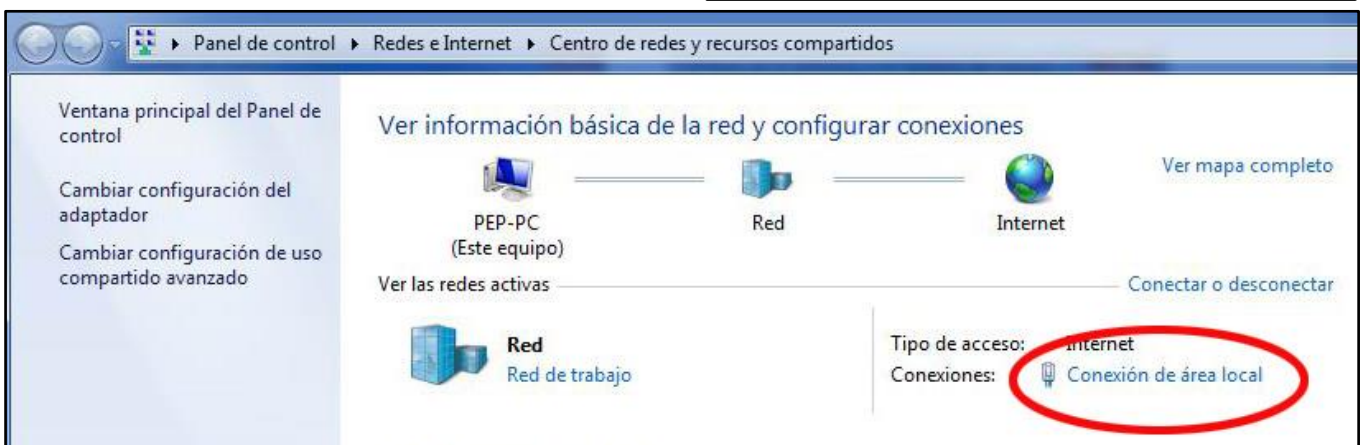 Panel de control ▸ Redes e Internet ▸ Centro de redes y recursos compartidos
Ventana principal del Panel de
control
Cambiar configuración del
adaptador
Cambiar configuración de uso
compartido avanzado
Ver información básica de la red y configurar conexiones
Ver mapa completo
PEP-PC
(Este equipo)
Red
Internet
Ver las redes activas
Conectar o desconectar
Red
Red de trabajo
Tipo de acceso: Internet
Conexiones: Conexión de área local